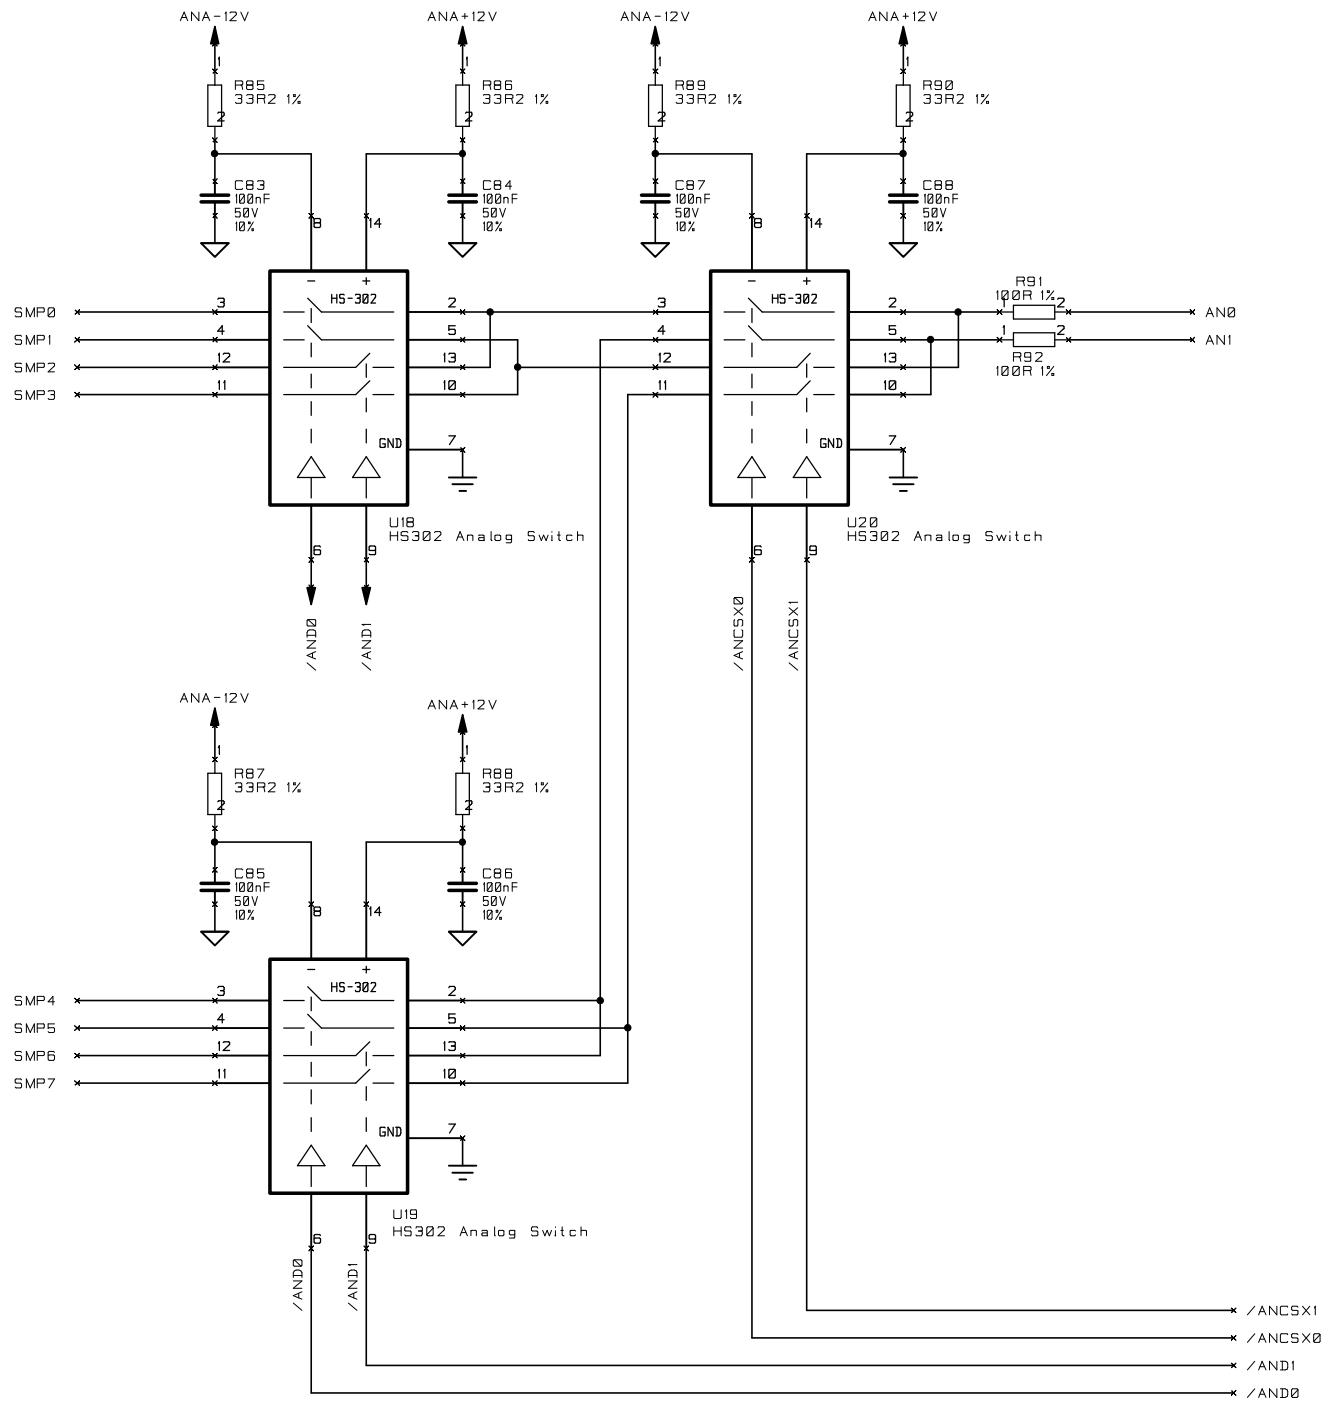 ANA-12V
ANA+12V
ANA-12V
ANA+12V
1
1
1
1
R85
33R2 1%
2
R86
33R2 1%
2
R89
33R2 1%
2
R90
33R2 1%
2
C83
100nF
50V
10%
8
14
C84
100nF
50V
10%
C87
100nF
50V
10%
8
14
C88
100nF
50V
10%
- +
HS-302
- +
HS-302
SMP0
3
2
3
2
SMP1
4
5
4
5
SMP2
12
13
12
13
SMP3
11
10
11
10
R91
100R 1%
1
2
AN0
1
2
AN1
R92
100R 1%
GND
7
GND
7
U18
HS302 Analog Switch
U20
HS302 Analog Switch
6
9
6
9
/AND0
/AND1
/ANCSX0
/ANCSX1
ANA-12V
ANA+12V
1
1
R87
33R2 1%
2
R88
33R2 1%
2
C85
100nF
50V
10%
8
14
C86
100nF
50V
10%
- +
HS-302
SMP4
3
2
SMP5
4
5
SMP6
12
13
SMP7
11
10
GND
7
U19
HS302 Analog Switch
6
9
/AND0
/AND1
/ANCSX1
/ANCSX0
/AND1
/AND0